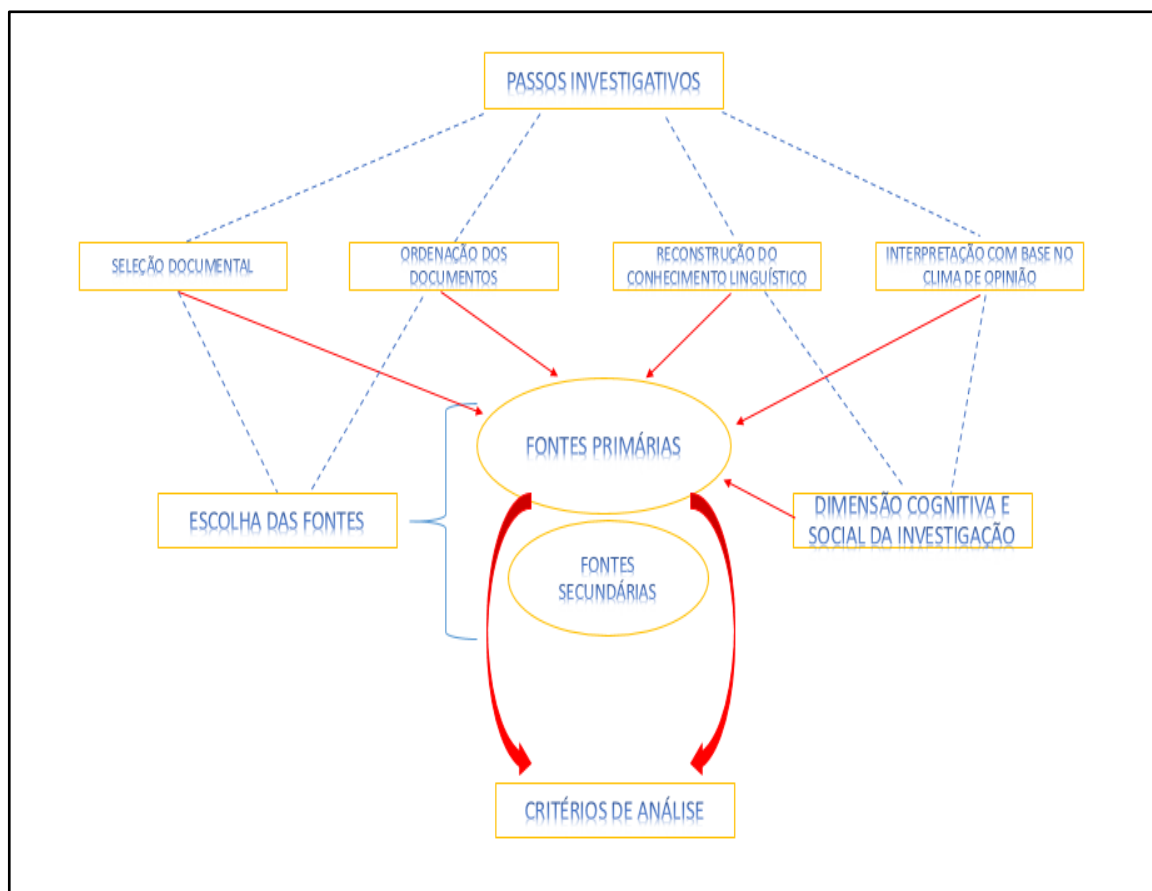 PASSOS INVESTIGATIVOS
SELEÇÃO DOCUMENTAL
ORDENAÇÃO DOS
DOCUMENTOS
RECONSTRUÇÃO DO
CONHECIMENTO LINGUÍSTICO
INTERPRETAÇÃO COM BASE NO
CLIMA DE OPINIÃO
FONTES PRIMÁRIAS
ESCOLHA DAS FONTES
DIMENSÃO COGNITIVA E
SOCIAL DA INVESTIGAÇÃO
FONTES
SECUNDÁRIAS
CRITÉRIOS DE ANÁLISE